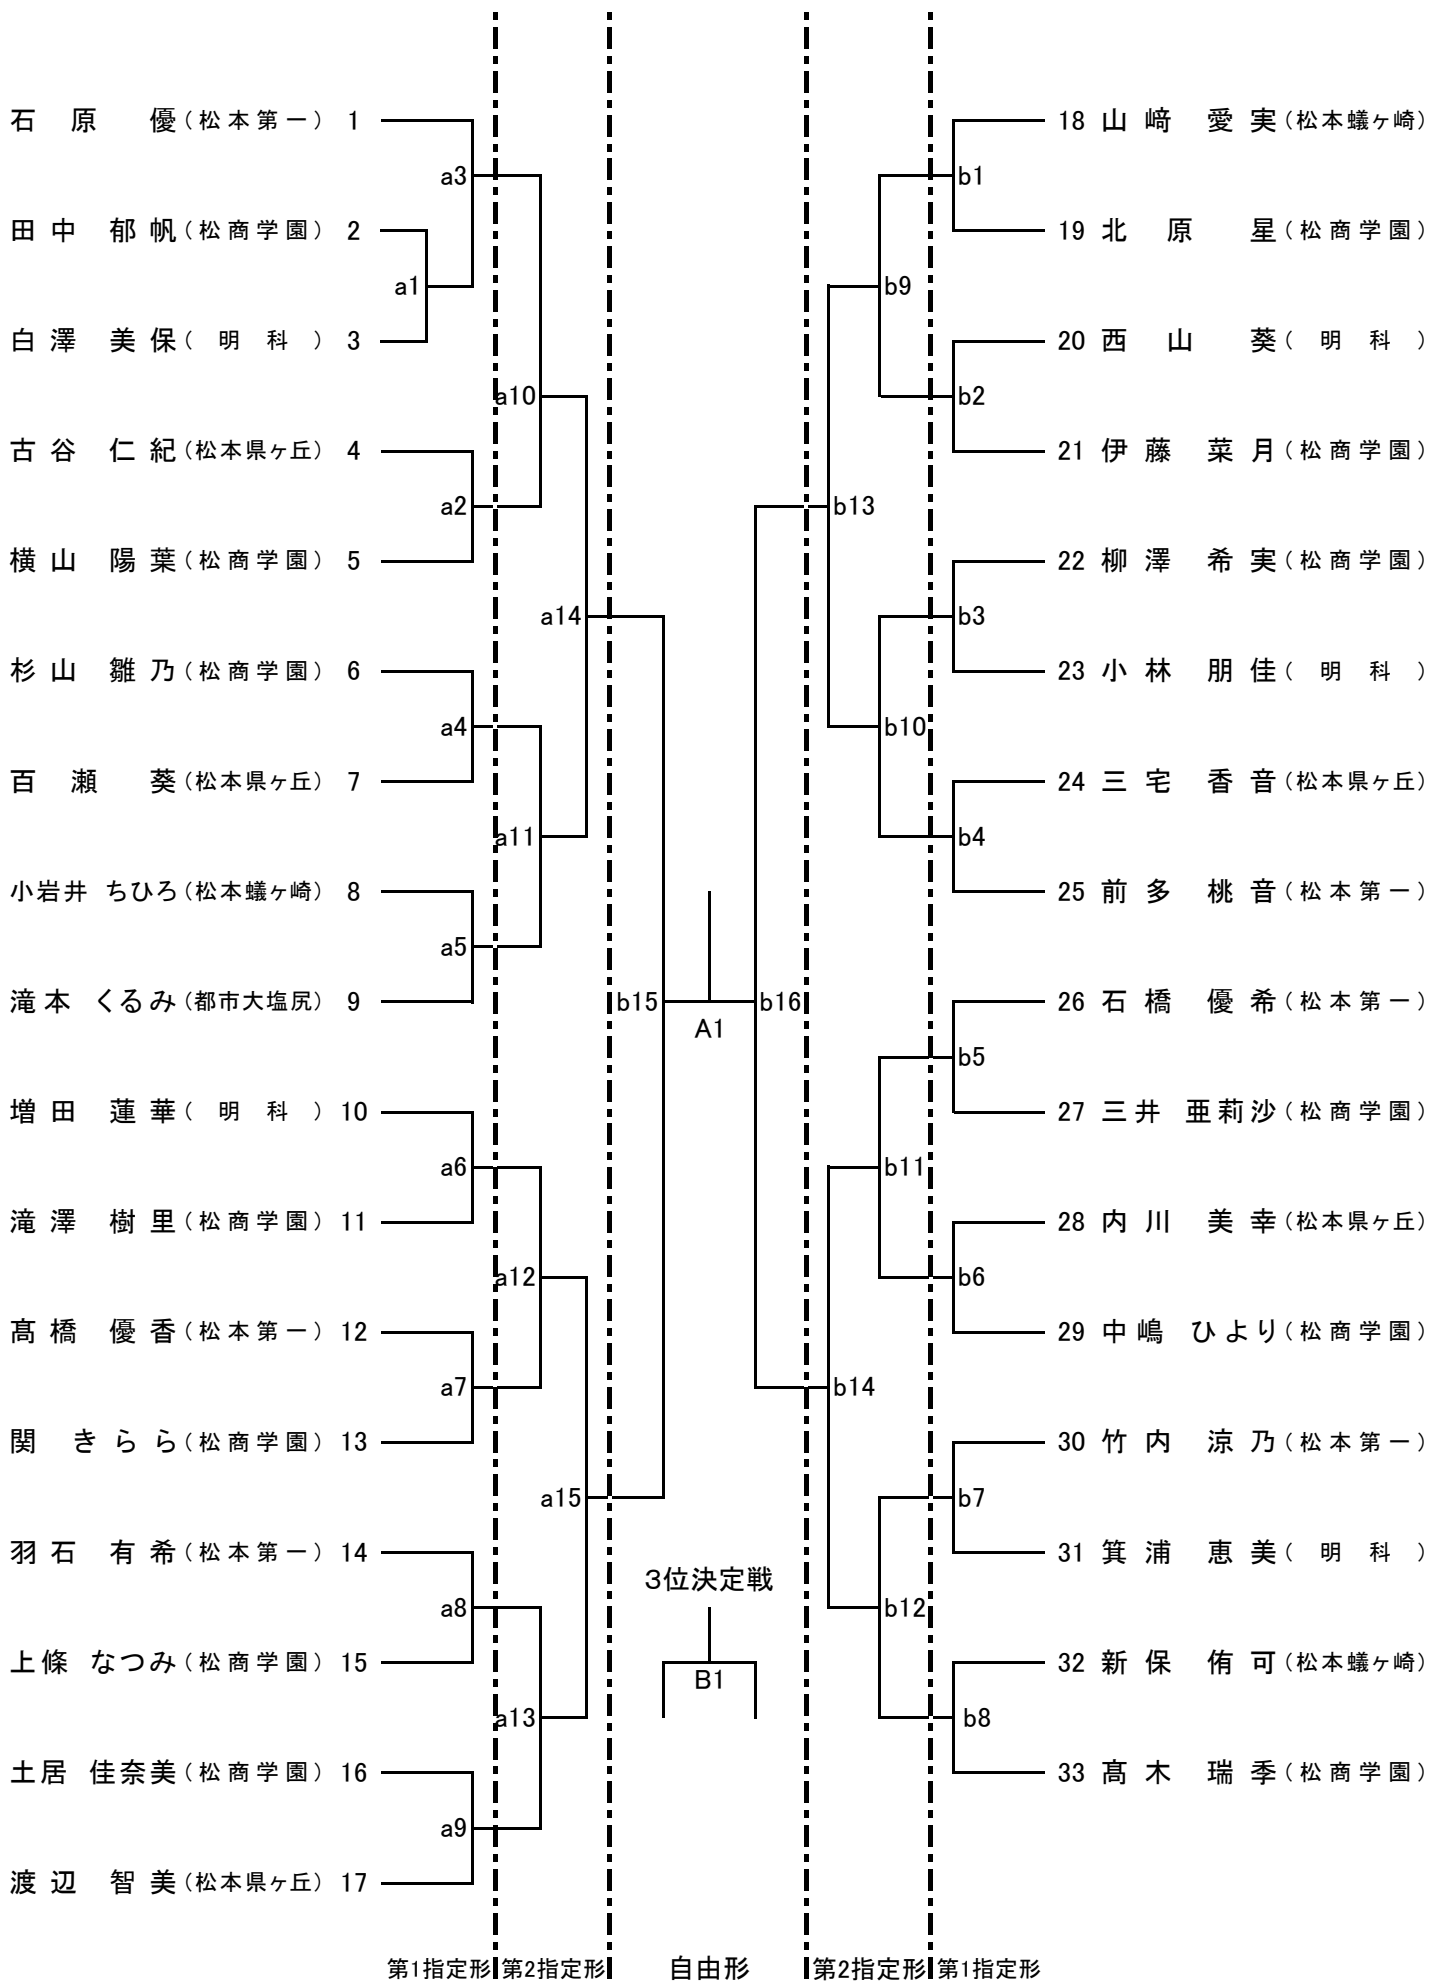 石原 優(松本第一) 1
a3
田中 郁帆(松商学園) 2
a1
白澤 美保(明科) 3
a10
古谷 仁紀(松本県ヶ丘) 4
a2
横山 陽葉(松商学園) 5
a14
杉山 雛乃(松商学園) 6
a4
百瀬 葵(松本県ヶ丘) 7
a11
小岩井 ちひろ(松本蟻ヶ崎) 8
a5
滝本 くるみ(都市大塩尻) 9
増田 蓮華(明科) 10
a6
滝澤 樹里(松商学園) 11
a12
髙橋 優香(松本第一) 12
a7
関 きらら(松商学園) 13
a15
羽石 有希(松本第一) 14
a8
上條 なつみ(松商学園) 15
a13
土居 佳奈美(松商学園) 16
a9
渡辺 智美(松本県ヶ丘) 17
b15
A1
b16
3位決定戦
B1
18 山﨑 愛実(松本蟻ヶ崎)
b1
19 北原 星(松商学園)
b9
20 西山 葵(明科)
b2
21 伊藤 菜月(松商学園)
b13
22 柳澤 希実(松商学園)
b3
23 小林 朋佳(明科)
b10
24 三宅 香音(松本県ヶ丘)
b4
25 前多 桃音(松本第一)
26 石橋 優希(松本第一)
b5
27 三井 亜莉沙(松商学園)
b11
28 内川 美幸(松本県ヶ丘)
b6
29 中嶋 ひより(松商学園)
b14
30 竹内 涼乃(松本第一)
b7
31 箕浦 恵美(明科)
b12
32 新保 侑可(松本蟻ヶ崎)
b8
33 髙木 瑞季(松商学園)
第1指定形 第2指定形 自由形 第2指定形 第1指定形